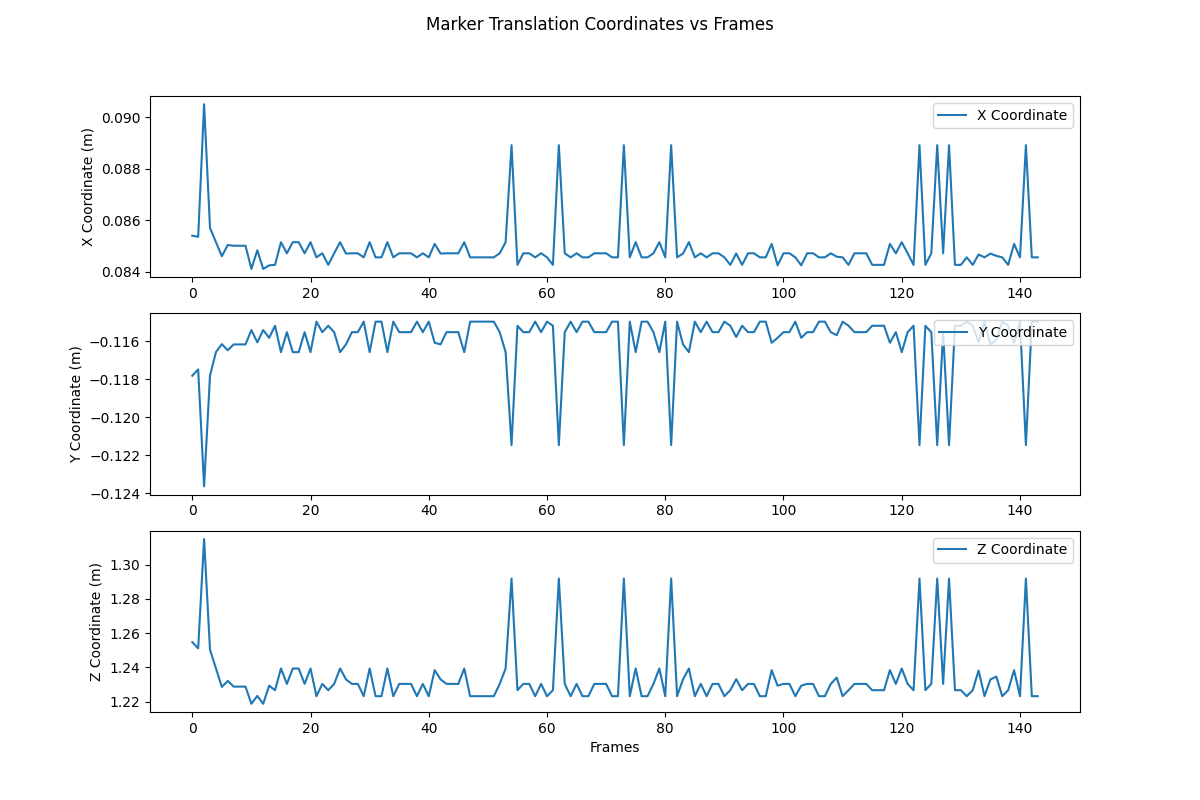 Marker Translation Coordinates vs Frames
X Coordinate (m)
0.090
0.088
0.086
0.084
X Coordinate
0 20 40 60 80 100 120 140
Y Coordinate (m)
−0.116
−0.118
−0.120
−0.122
−0.124
Y Coordinate
0 20 40 60 80 100 120 140
Z Coordinate (m)
1.30
1.28
1.26
1.24
1.22
Z Coordinate
0 20 40 60 80 100 120 140
Frames